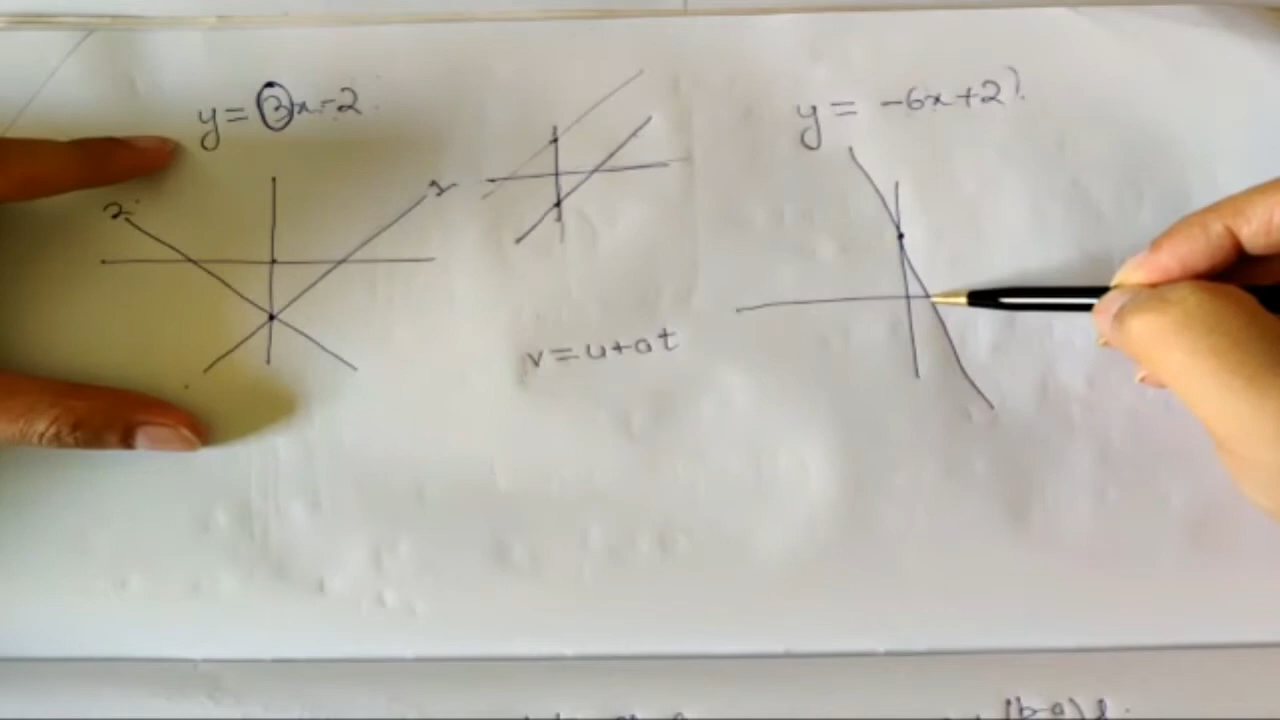 y = 3x - 2
y = -6x + 2
2
1
v = u + at
(b-a)